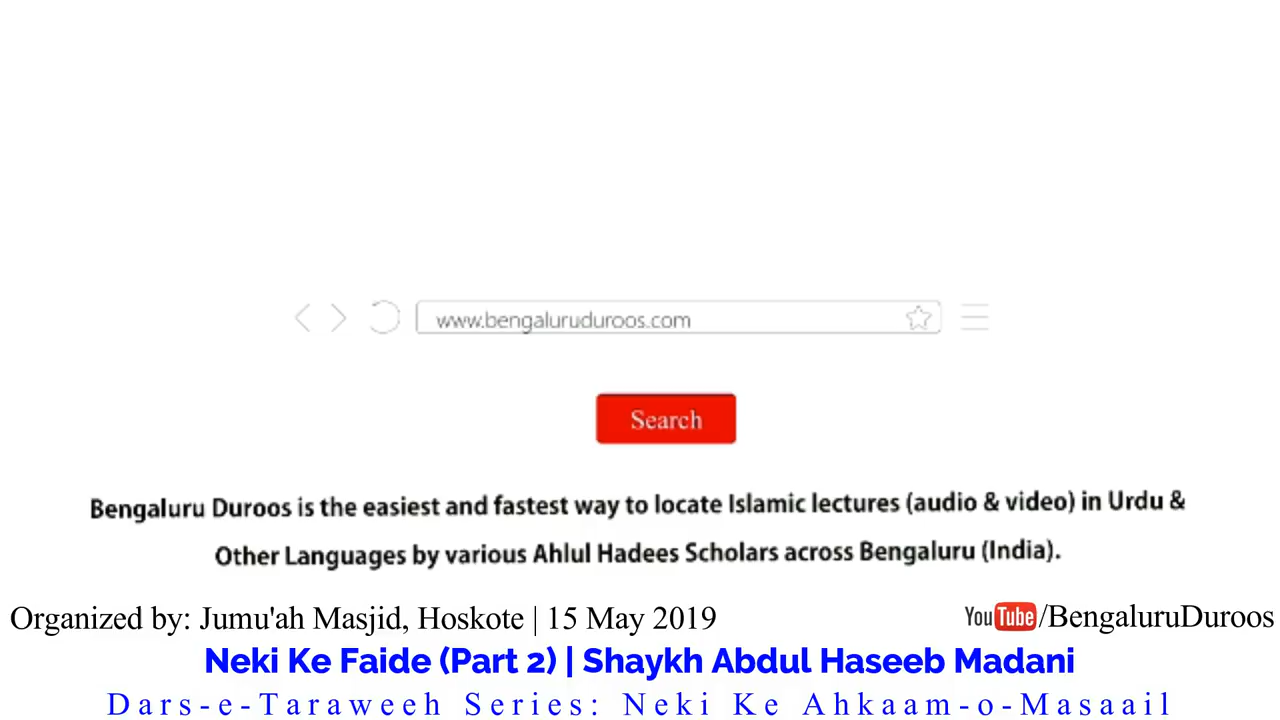 www.bengaluruduroos.com
Search
Bengaluru Duroos is the easiest and fastest way to locate Islamic lectures (audio & video) in Urdu &
Other Languages by various Ahlul Hadees Scholars across Bengaluru (India).
Organized by: Jumu'ah Masjid, Hoskote | 15 May 2019
YouTube/BengaluruDuroos
Neki Ke Faide (Part 2) | Shaykh Abdul Haseeb Madani
Dars-e-Taraweeh Series: Neki Ke Ahkaam-o-Masaail